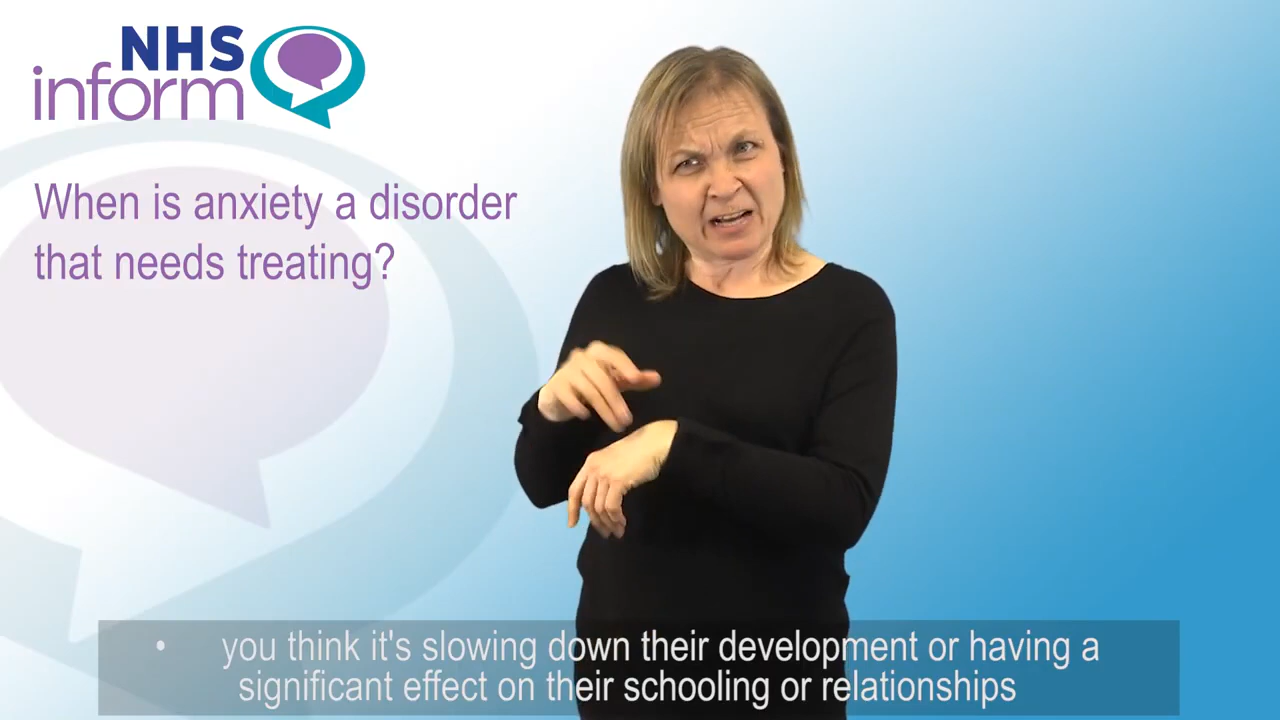 NHS
inform
When is anxiety a disorder
that needs treating?
• you think it's slowing down their development or having a
significant effect on their schooling or relationships